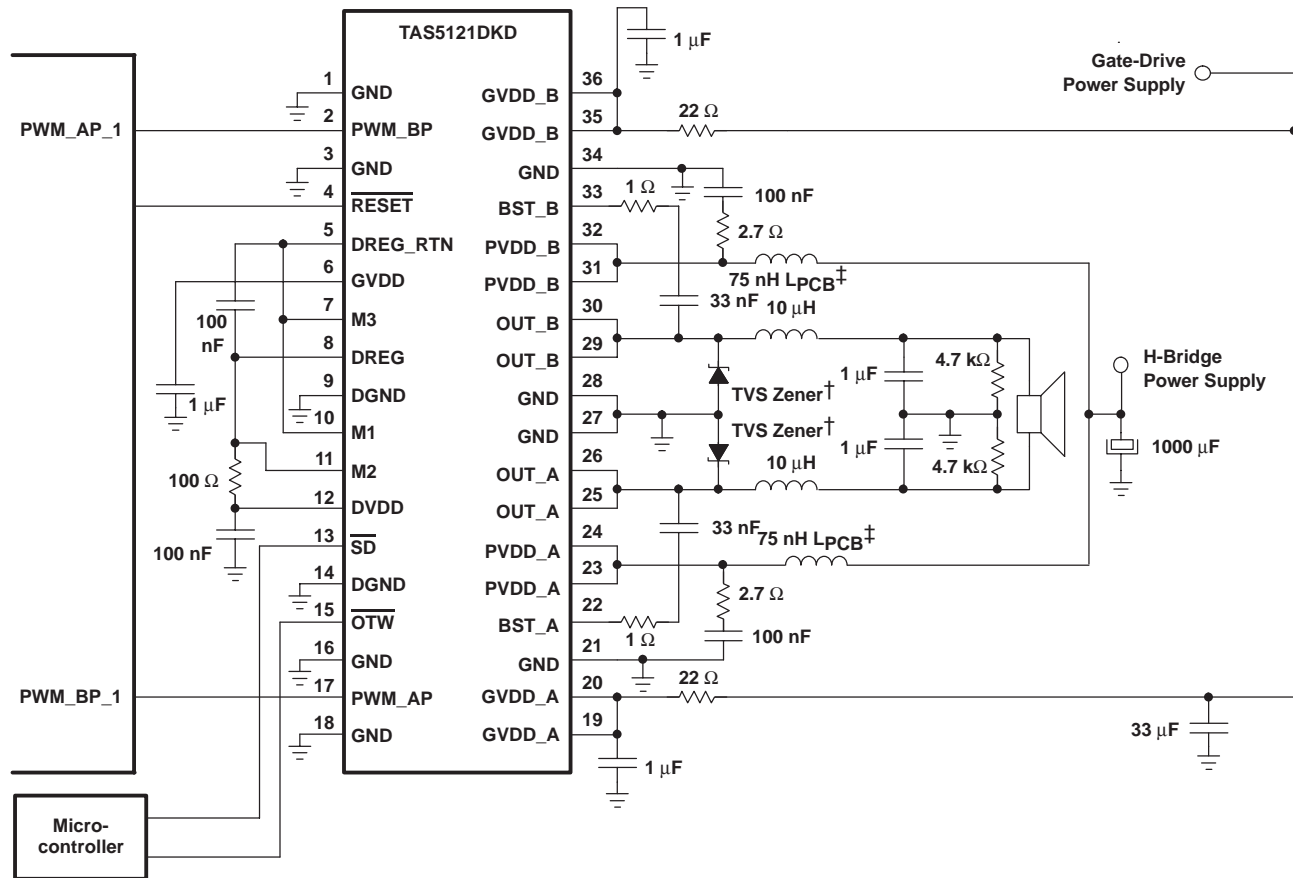 TAS5121DKD
1 μF
Gate-Drive
Power Supply
1
GND
GVDD_B
36
PWM_AP_1
2
PWM_BP
GVDD_B
35
22 Ω
3
GND
GND
34
100 nF
4
RESET
BST_B
33
1 Ω
2.7 Ω
5
DREG_RTN
PVDD_B
32
6
GVDD
PVDD_B
31
75 nH LPCB‡
33 nF
100
nF
7
M3
OUT_B
30
10 μH
8
DREG
OUT_B
29
4.7 kΩ
H-Bridge
Power Supply
1 μF
9
DGND
GND
28
TVS Zener†
1 μF
10
M1
GND
27
TVS Zener†
1 μF
1000 μF
11
M2
OUT_A
26
10 μH
4.7 kΩ
100 Ω
12
DVDD
OUT_A
25
100 nF
13
SD
PVDD_A
24
33 nF
75 nH LPCB‡
14
DGND
PVDD_A
23
2.7 Ω
15
OTW
BST_A
22
1 Ω
100 nF
16
GND
GND
21
PWM_BP_1
17
PWM_AP
GVDD_A
20
22 Ω
18
GND
GVDD_A
19
33 μF
1 μF
Micro-
controller